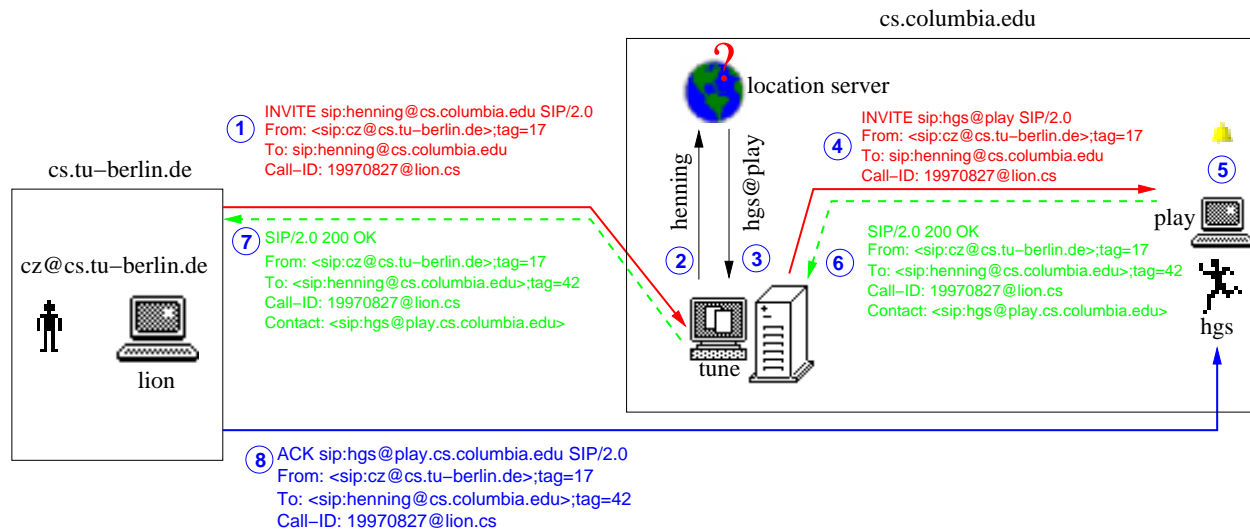 cs.columbia.edu
location server
1
INVITE sip:henning@cs.columbia.edu SIP/2.0
From: <sip:cz@cs.tu−berlin.de>;tag=17
To: sip:henning@cs.columbia.edu
Call−ID: 19970827@lion.cs
4
INVITE sip:hgs@play SIP/2.0
From: <sip:cz@cs.tu−berlin.de>;tag=17
To: sip:henning@cs.columbia.edu
Call−ID: 19970827@lion.cs
5
cs.tu−berlin.de
cz@cs.tu−berlin.de
lion
7
SIP/2.0 200 OK
From: <sip:cz@cs.tu−berlin.de>;tag=17
To: <sip:henning@cs.columbia.edu>;tag=42
Call−ID: 19970827@lion.cs
Contact: <sip:hgs@play.cs.columbia.edu>
?
henning
hgs@play
2
3
tune
6
SIP/2.0 200 OK
From: <sip:cz@cs.tu−berlin.de>;tag=17
To: <sip:henning@cs.columbia.edu>;tag=42
Call−ID: 19970827@lion.cs
Contact: <sip:hgs@play.cs.columbia.edu>
play
hgs
8
ACK sip:hgs@play.cs.columbia.edu SIP/2.0
From: <sip:cz@cs.tu−berlin.de>;tag=17
To: <sip:henning@cs.columbia.edu>;tag=42
Call−ID: 19970827@lion.cs